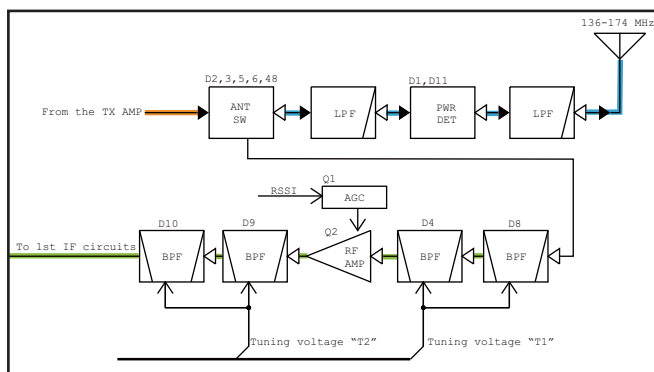 136-174 MHz
D2,3,5,6,48
D1,D11
From the TX AMP
ANT
SW
LPF
PWR
DET
LPF
Q1
RSSI
AGC
D10
D9
Q2
D4
D8
To 1st IF circuits
BPF
BPF
RF
AMP
BPF
BPF
Tuning voltage “T2”
Tuning voltage “T1”